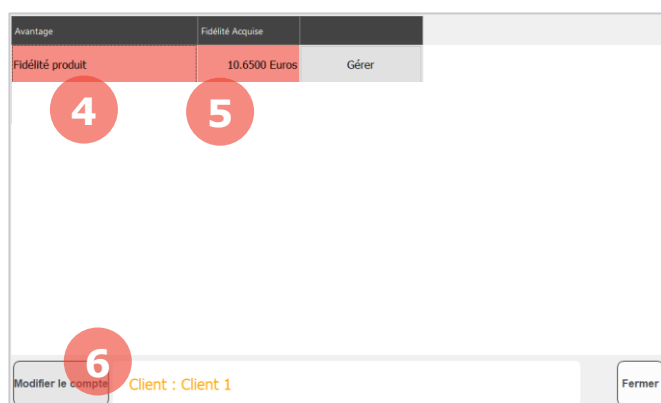 Avantage Fidélité Acquise
Fidélité produit 10.6500 Euros Gérer
4 5
6
Modifier le compte Client : Client 1 Fermer